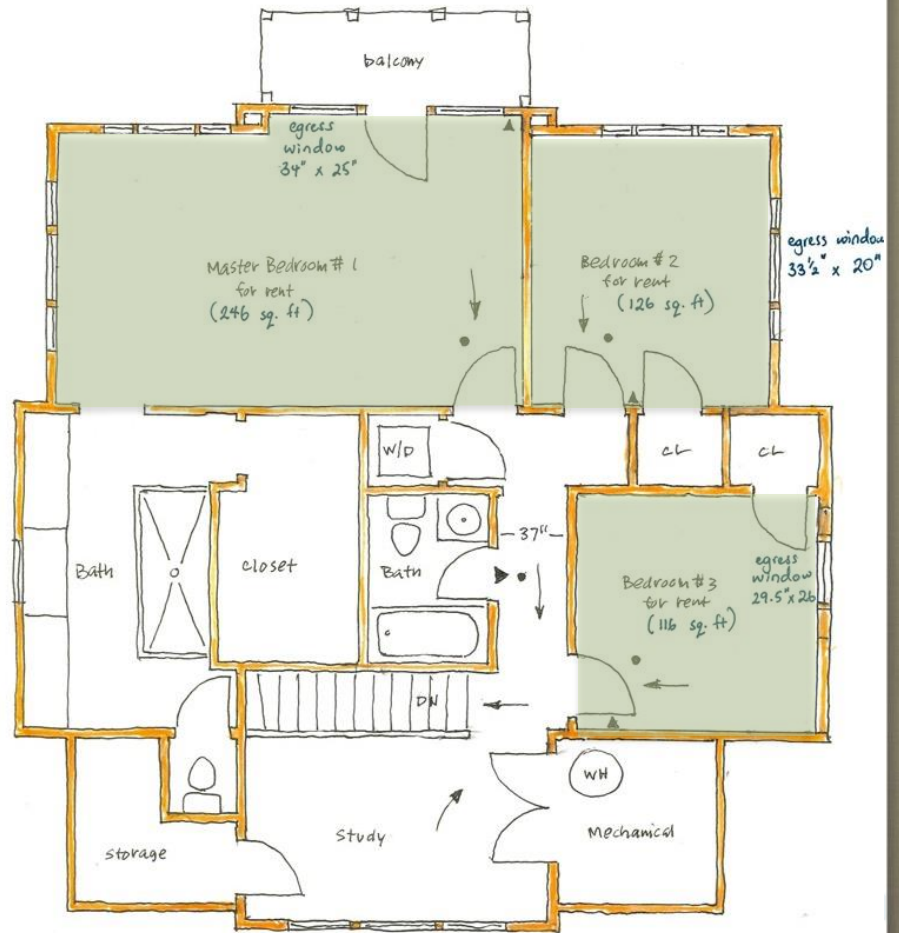 balcony
egress
window
34" x 25"
Master Bedroom # 1
for rent
(246 sq. ft)
Bedroom # 2
for rent
(126 sq. ft)
egress window
33½" x 20"
W/D
CL
CL
37"
Bath
closet
Bath
Bedroom #3
for rent
(116 sq. ft)
egress
window
29.5" x 26
DN
WH
Study
Mechanical
storage